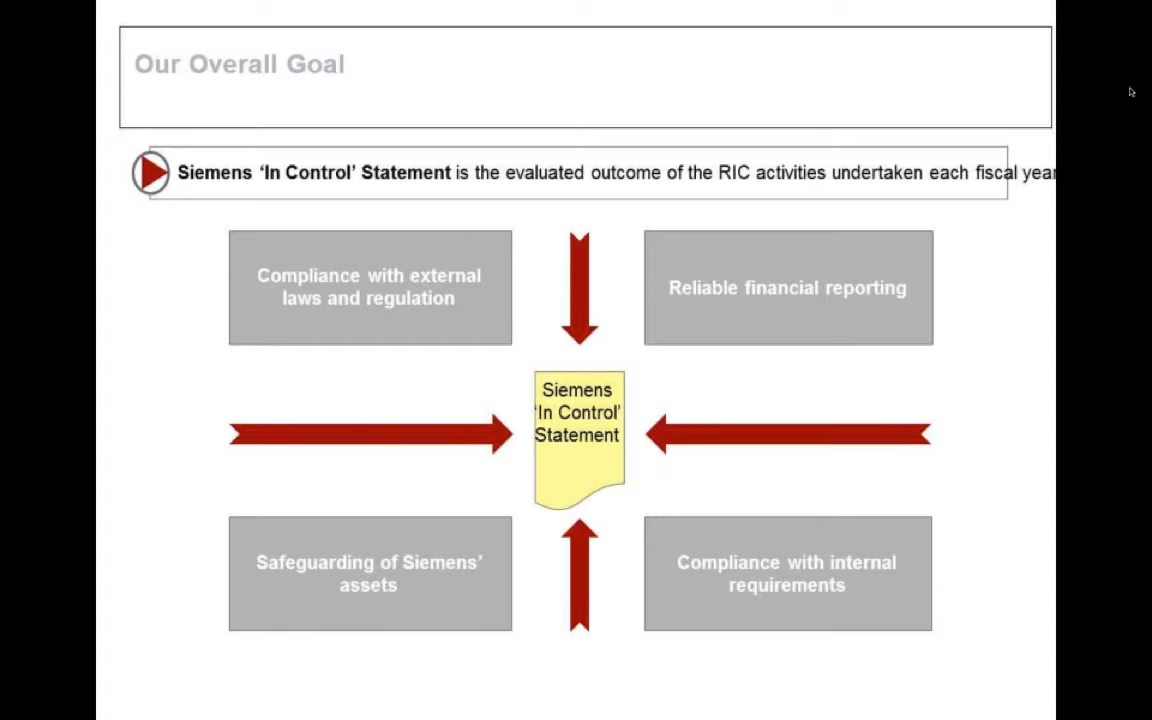 Our Overall Goal
Siemens ‘In Control’ Statement is the evaluated outcome of the RIC activities undertaken each fiscal year
Compliance with external
laws and regulation
Reliable financial reporting
Siemens
‘In Control’
Statement
Safeguarding of Siemens’
assets
Compliance with internal
requirements